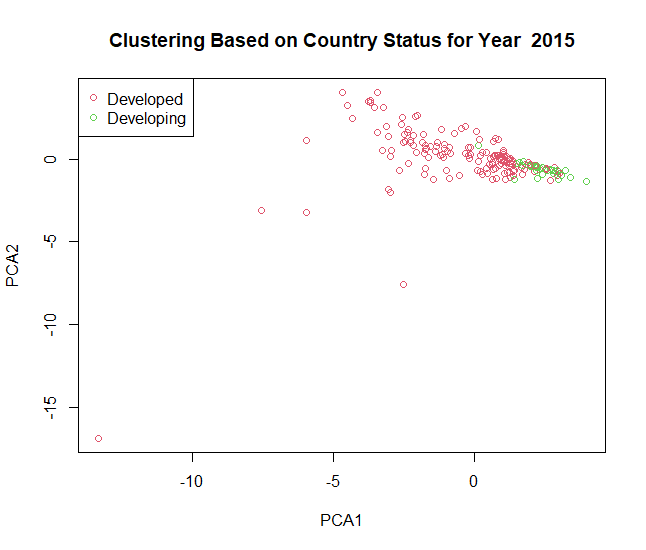 Clustering Based on Country Status for Year  2015
Developed
Developing
0
-5
-10
-15
PCA2
-10
-5
0
PCA1